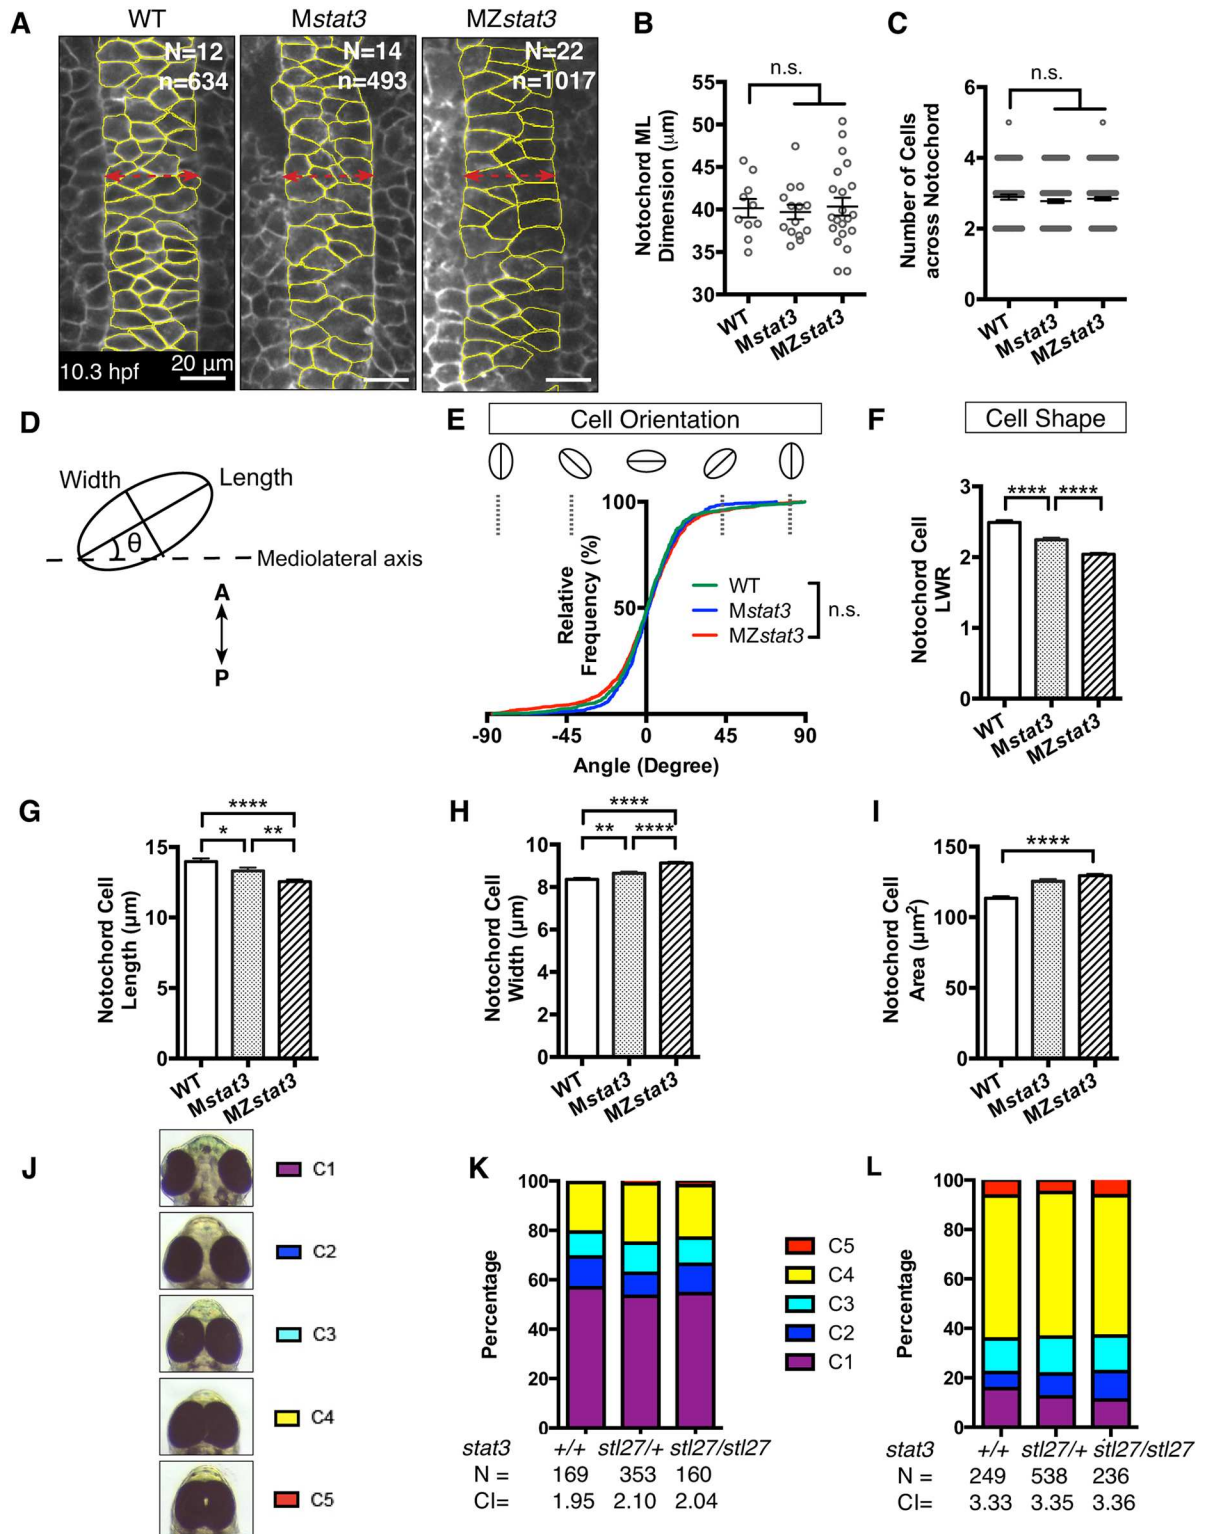 A
WT
Mstat3
MZstat3
N=12
n=634
N=14
n=493
N=22
n=1017
10.3 hpf
20 μm
B
n.s.
Notochord ML
Dimension (μm)
55
50
45
40
35
30
WT
Mstat3
MZstat3
C
n.s.
Number of Cells
across Notochord
6
4
2
0
WT
Mstat3
MZstat3
D
Width
Length
θ
Mediolateral axis
A
P
E
Cell Orientation
100
50
Relative
Frequency (%)
WT
Mstat3
MZstat3
n.s.
-90
-45
0
45
90
Angle (Degree)
F
Cell Shape
**** ****
Notochord Cell
LWR
3
2
1
0
WT
Mstat3
MZstat3
G
****
* **
Notochord Cell
Length (μm)
15
10
5
0
WT
Mstat3
MZstat3
H
****
** ****
Notochord Cell
Width (μm)
10
8
6
4
2
0
WT
Mstat3
MZstat3
I
****
Notochord Cell
Area (μm²)
150
100
50
0
WT
Mstat3
MZstat3
J
C1
C2
C3
C4
C5
K
Percentage
100
80
60
40
20
0
stat3 +/+ stl27/+ stl27/stl27
N = 169 353 160
CI= 1.95 2.10 2.04
C5
C4
C3
C2
C1
L
Percentage
100
80
60
40
20
0
stat3 +/+ stl27/+ stl27/stl27
N = 249 538 236
CI= 3.33 3.35 3.36